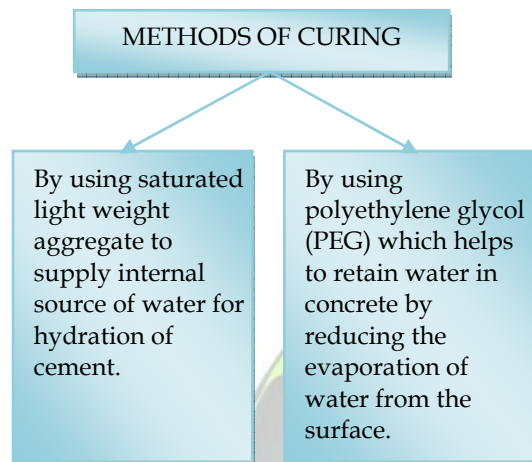 METHODS OF CURING
By using saturated
light weight
aggregate to
supply internal
source of water for
hydration of
cement.
By using
polyethylene glycol
(PEG) which helps
to retain water in
concrete by
reducing the
evaporation of
water from the
surface.